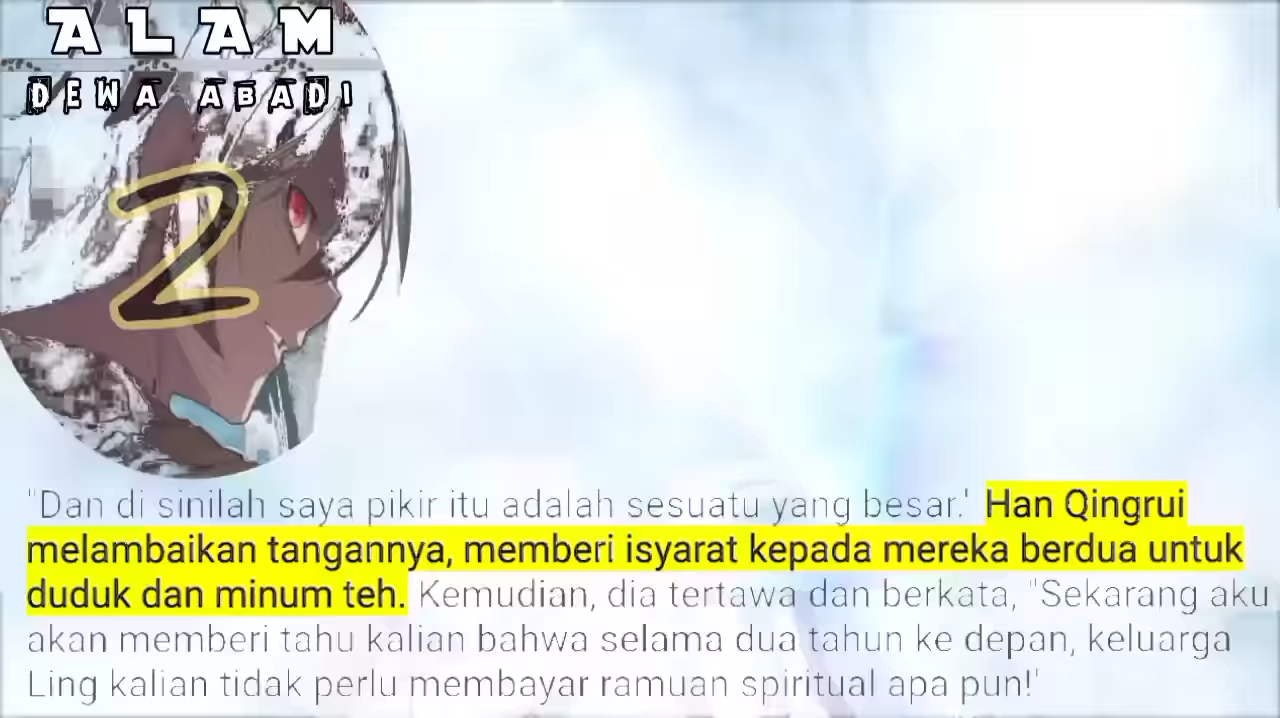 ALAM
DEWA ABADI
2
"Dan di sinilah saya pikir itu adalah sesuatu yang besar.' Han Qingrui
melambaikan tangannya, memberi isyarat kepada mereka berdua untuk
duduk dan minum teh. Kemudian, dia tertawa dan berkata, "Sekarang aku
akan memberi tahu kalian bahwa selama dua tahun ke depan, keluarga
Ling kalian tidak perlu membayar ramuan spiritual apa pun!'